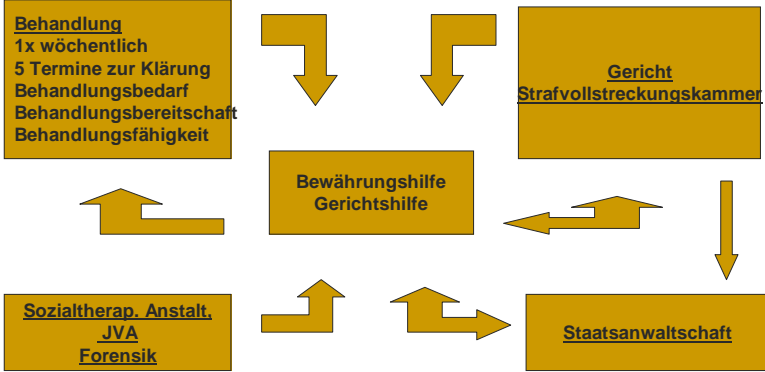 Behandlung
1x wöchentlich
5 Termine zur Klärung
Behandlungsbedarf
Behandlungsbereitschaft
Behandlungsfähigkeit
Gericht
Strafvollstreckungskammer
Bewährungshilfe
Gerichtshilfe
Sozialtherap. Anstalt,
JVA
Forensik
Staatsanwaltschaft